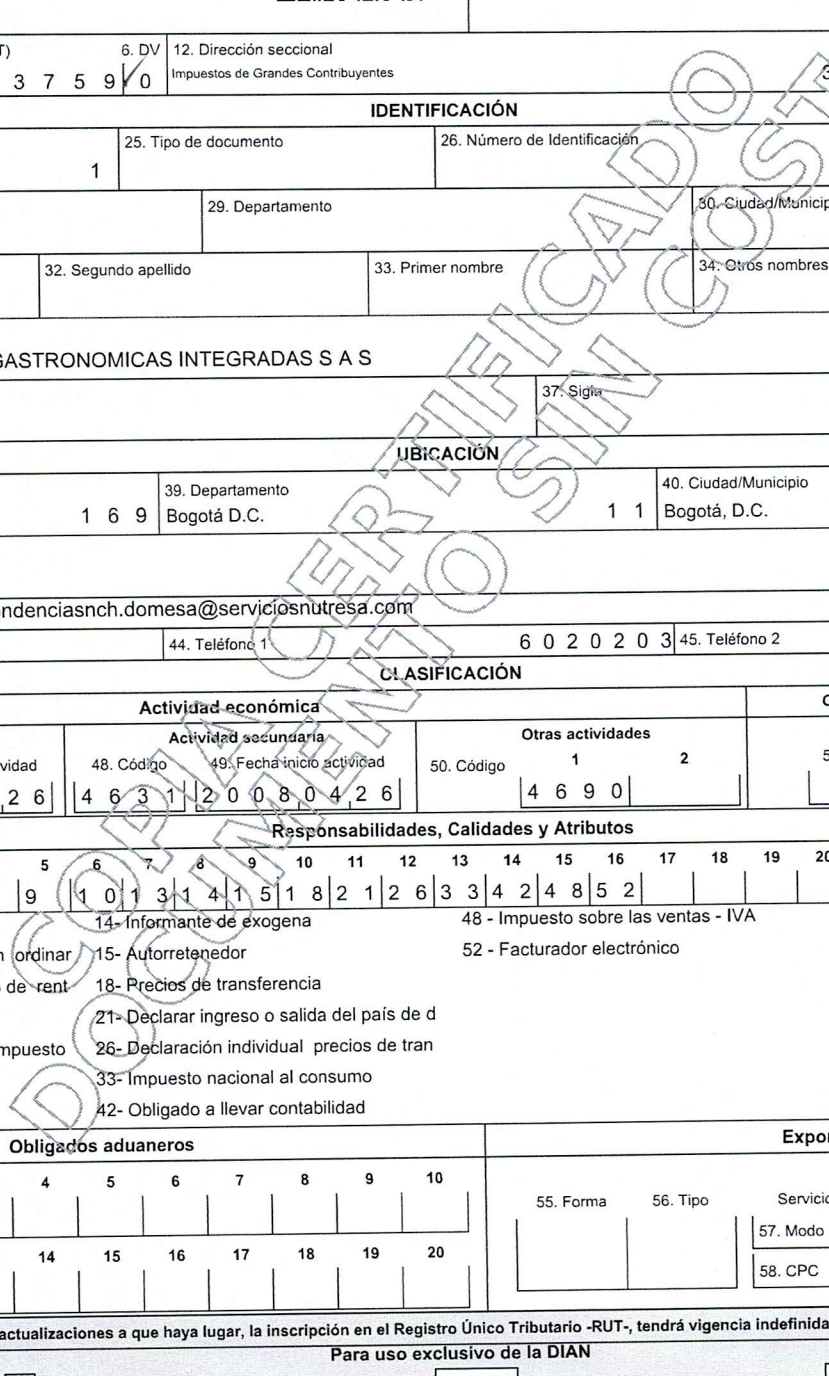 T) 6. DV 12. Dirección seccional
3 7 5 9 0 Impuestos de Grandes Contribuyentes 3
IDENTIFICACIÓN
25. Tipo de documento 26. Número de Identificación
1
29. Departamento 30. Ciudad/Municip
32. Segundo apellido 33. Primer nombre 34. Otros nombres
GASTRONOMICAS INTEGRADAS S A S
37. Sigla
UBICACIÓN
39. Departamento 40. Ciudad/Municipio
1 6 9 Bogotá D.C. 1 1 Bogotá, D.C.
ndenciasnch.domesa@serviciosnutresa.com
44. Teléfono 1 6 0 2 0 2 0 3 45. Teléfono 2
CLASIFICACIÓN
Actividad económica
Actividad secundaria Otras actividades
vidad 48. Código 49. Fecha inicio actividad 50. Código 1 2 5
2 6 4 6 3 1 2 0 0 8 0 4 2 6 4 6 9 0
Responsabilidades, Calidades y Atributos
5 6 7 8 9 10 11 12 13 14 15 16 17 18 19 20
9 1 0 1 3 1 4 1 5 1 8 2 1 2 6 3 3 4 2 4 8 5 2
14- Informante de exogena 48 - Impuesto sobre las ventas - IVA
n ordinar 15- Autorretenedor 52 - Facturador electrónico
de rent 18- Precios de transferencia
21- Declarar ingreso o salida del país de d
mpuesto 26- Declaración individual precios de tran
33- Impuesto nacional al consumo
42- Obligado a llevar contabilidad
Obligados aduaneros Expor
4 5 6 7 8 9 10
55. Forma 56. Tipo Servicio
57. Modo
14 15 16 17 18 19 20
58. CPC
actualizaciones a que haya lugar, la inscripción en el Registro Único Tributario -RUT-, tendrá vigencia indefinida
Para uso exclusivo de la DIAN
COPIA CERTIFICADO
DOCUMENTO SIN COST